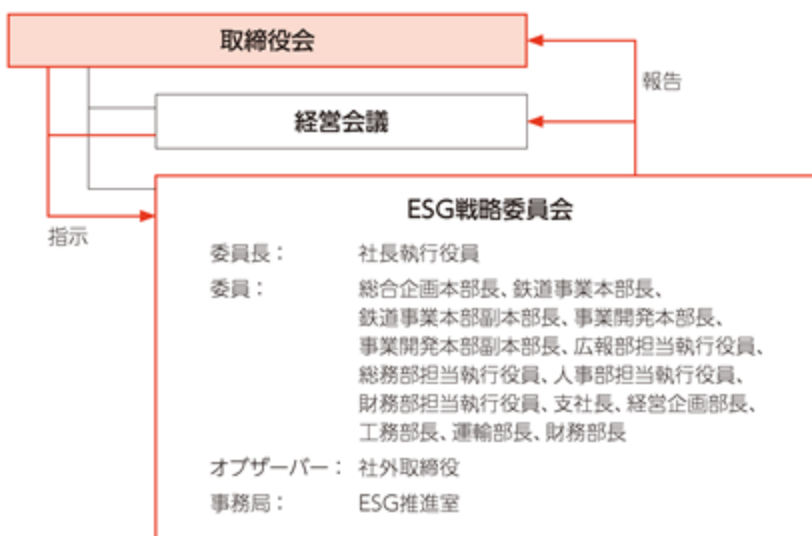 取締役会
報告
経営会議
指示
ESG戦略委員会
委員長： 社長執行役員
委員： 総合企画本部長、鉄道事業本部長、
鉄道事業本部副本部長、事業開発本部長、
事業開発本部副本部長、広報部担当執行役員、
総務部担当執行役員、人事部担当執行役員、
財務部担当執行役員、支社長、経営企画部長、
工務部長、運輸部長、財務部長
オブザーバー： 社外取締役
事務局： ESG推進室